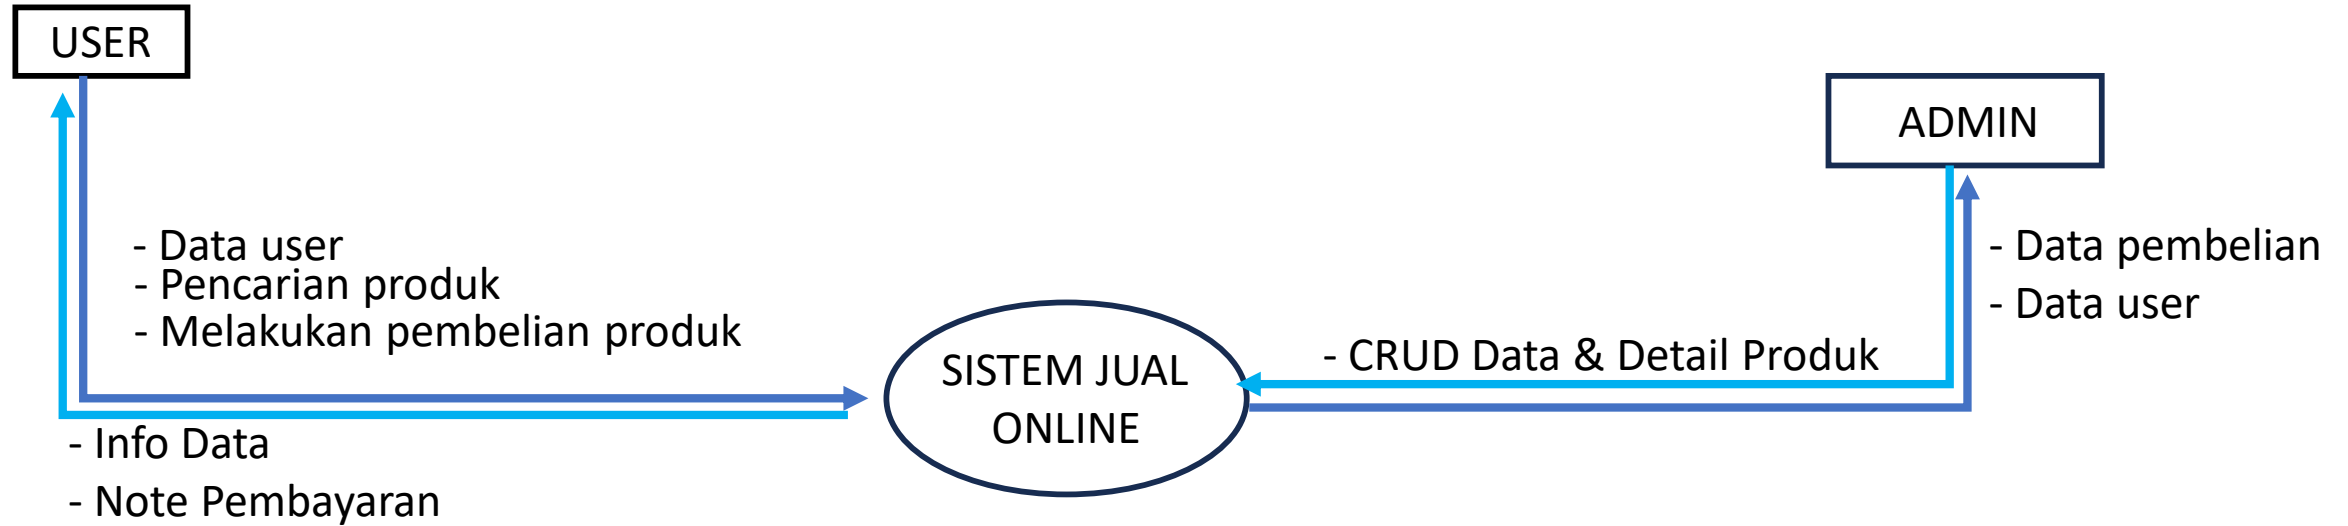 USER
ADMIN
- Data user
- Pencarian produk
- Melakukan pembelian produk
- Data pembelian
- Data user
- CRUD Data & Detail Produk
SISTEM JUAL
ONLINE
- Info Data
- Note Pembayaran